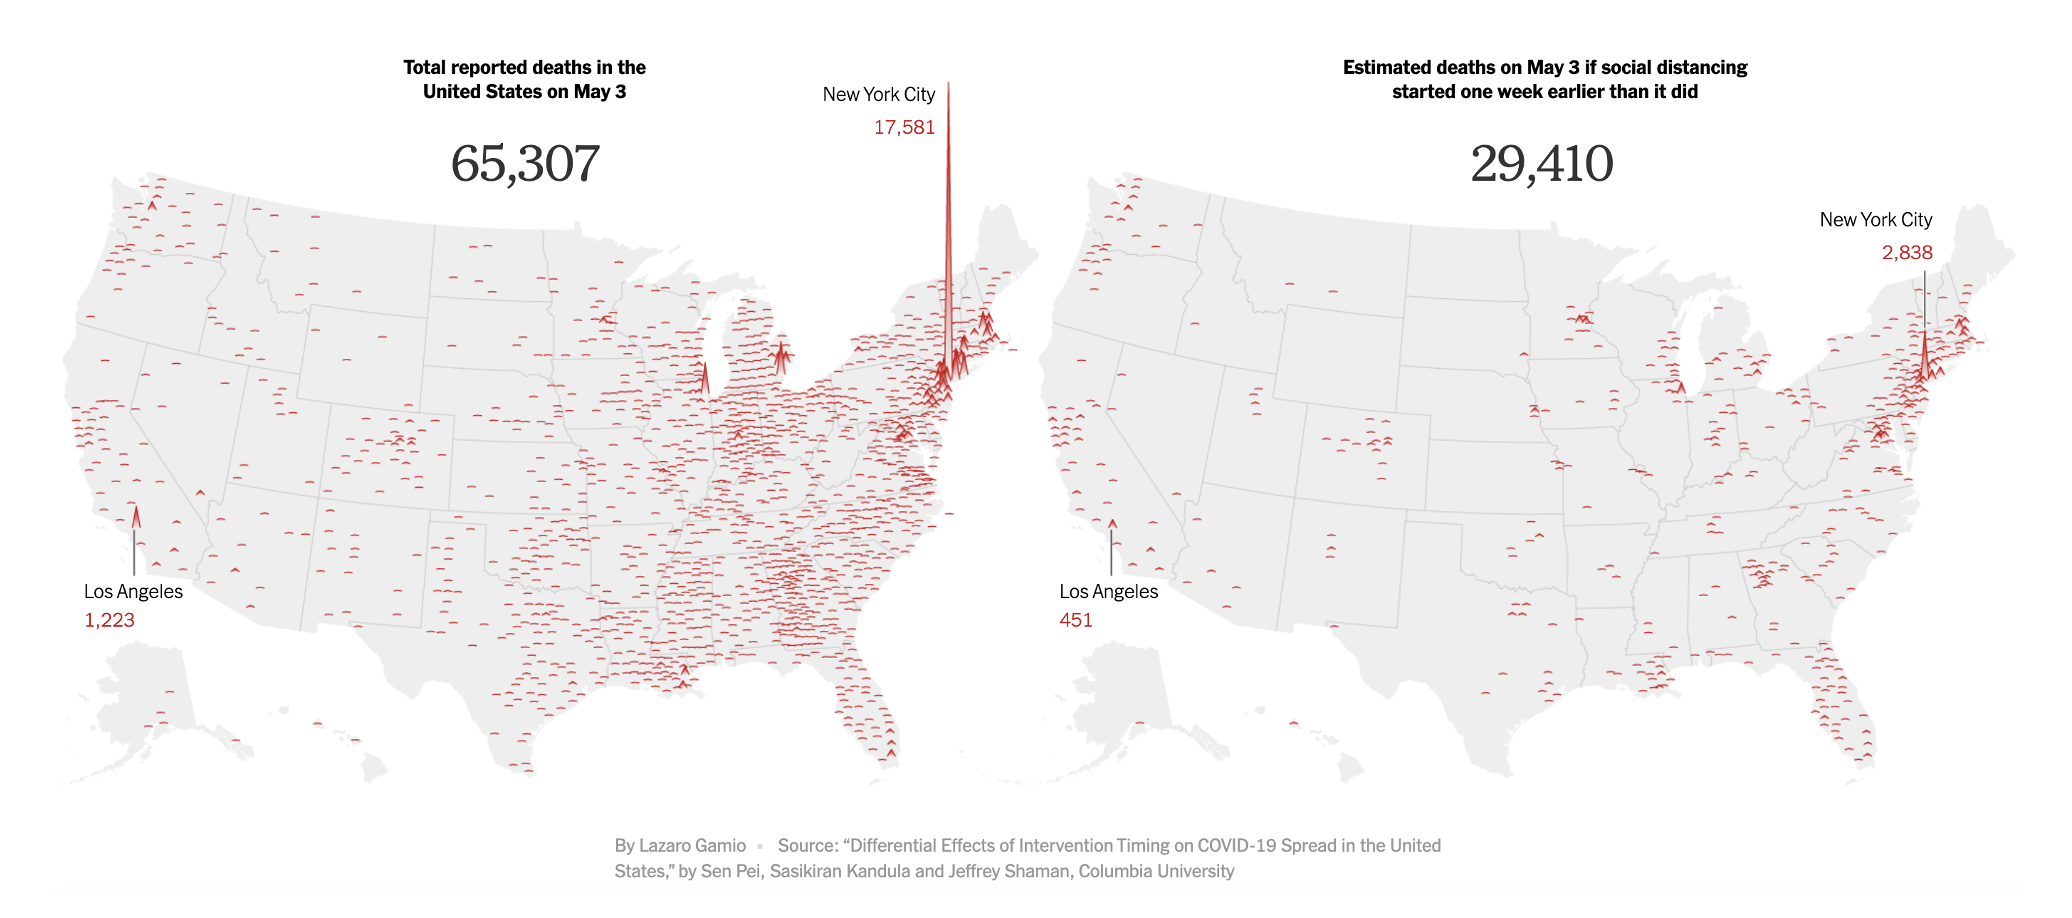 Total reported deaths in the
United States on May 3
65,307
New York City
17,581
Los Angeles
1,223
Estimated deaths on May 3 if social distancing
started one week earlier than it did
29,410
New York City
2,838
Los Angeles
451
By Lazaro Gamio ▪ Source: “Differential Effects of Intervention Timing on COVID-19 Spread in the United
States,” by Sen Pei, Sasikiran Kandula and Jeffrey Shaman, Columbia University